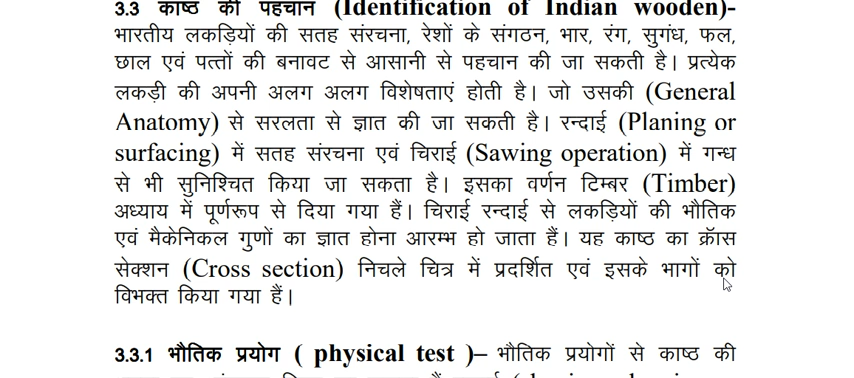 3.3 काष्ठ की पहचान (Identification of Indian wooden)-
भारतीय लकड़ियों की सतह संरचना, रेशों के संगठन, भार, रंग, सुगंध, फल,
छाल एवं पत्तों की बनावट से आसानी से पहचान की जा सकती है। प्रत्येक
लकड़ी की अपनी अलग अलग विशेषताएं होती है। जो उसकी (General
Anatomy) से सरलता से ज्ञात की जा सकती है। रन्दाई (Planing or
surfacing) में सतह संरचना एवं चिराई (Sawing operation) में गन्ध
से भी सुनिश्चित किया जा सकता है। इसका वर्णन टिम्बर (Timber)
अध्याय में पूर्णरूप से दिया गया हैं। चिराई रन्दाई से लकड़ियों की भौतिक
एवं मैकेनिकल गुणों का ज्ञात होना आरम्भ हो जाता हैं। यह काष्ठ का क्रॅास
सेक्शन (Cross section) निचले चित्र में प्रदर्शित एवं इसके भागों को
विभक्त किया गया हैं।
3.3.1 भौतिक प्रयोग ( physical test )– भौतिक प्रयोगों से काष्ठ की